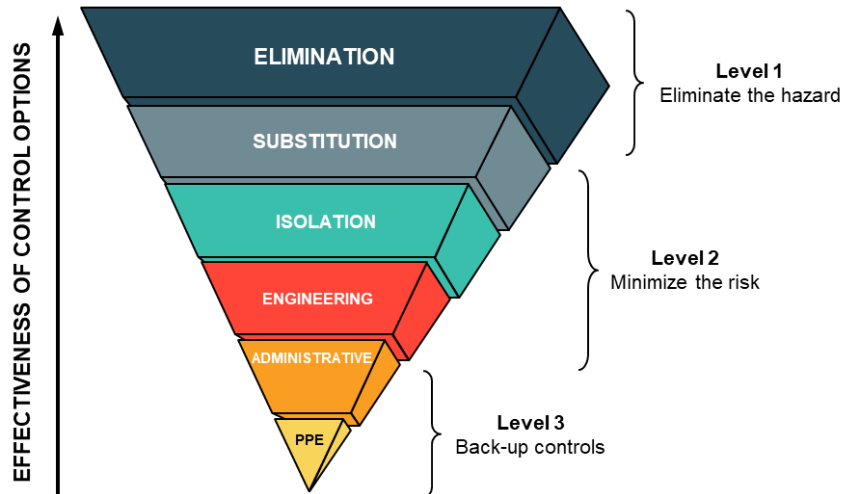 EFFECTIVENESS OF CONTROL OPTIONS
ELIMINATION
SUBSTITUTION
ISOLATION
ENGINEERING
ADMINISTRATIVE
PPE
Level 1
Eliminate the hazard
Level 2
Minimize the risk
Level 3
Back-up controls